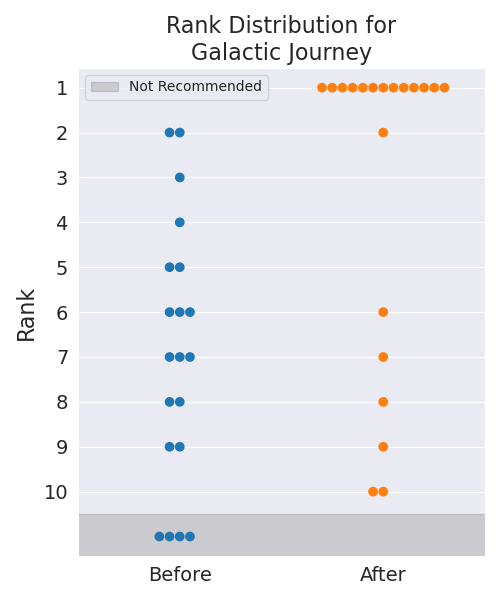 Rank Distribution for
Galactic Journey
Not Recommended
Rank
1
2
3
4
5
6
7
8
9
10
Before After